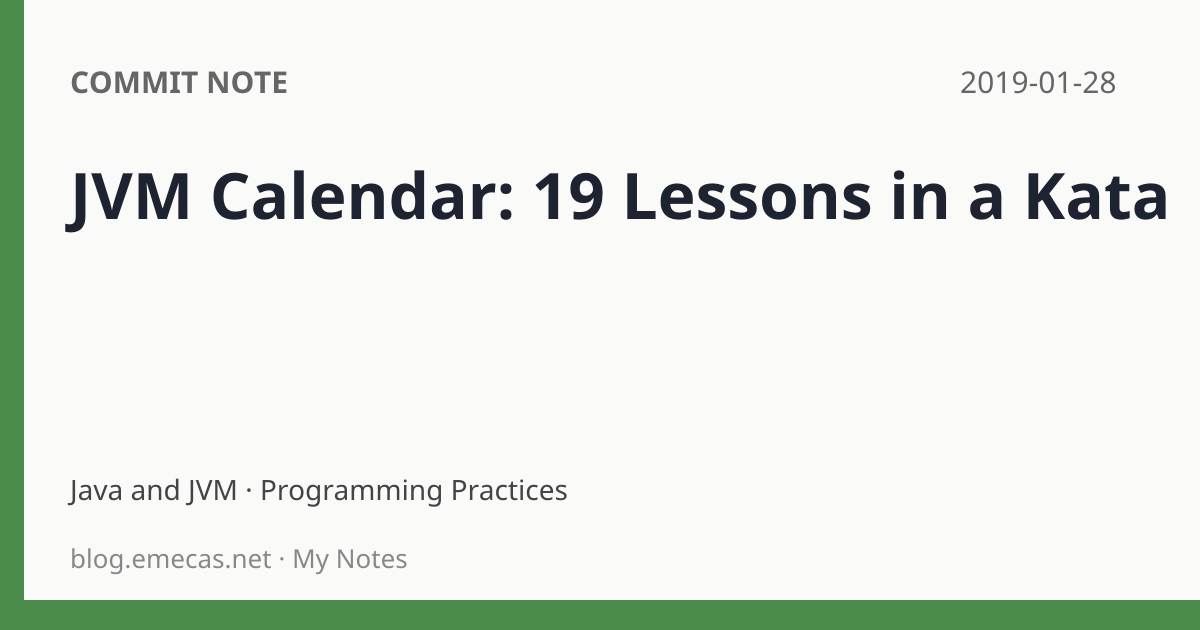 COMMIT NOTE
2019-01-28
JVM Calendar: 19 Lessons in a Kata
Java and JVM · Programming Practices
blog.emecas.net · My Notes